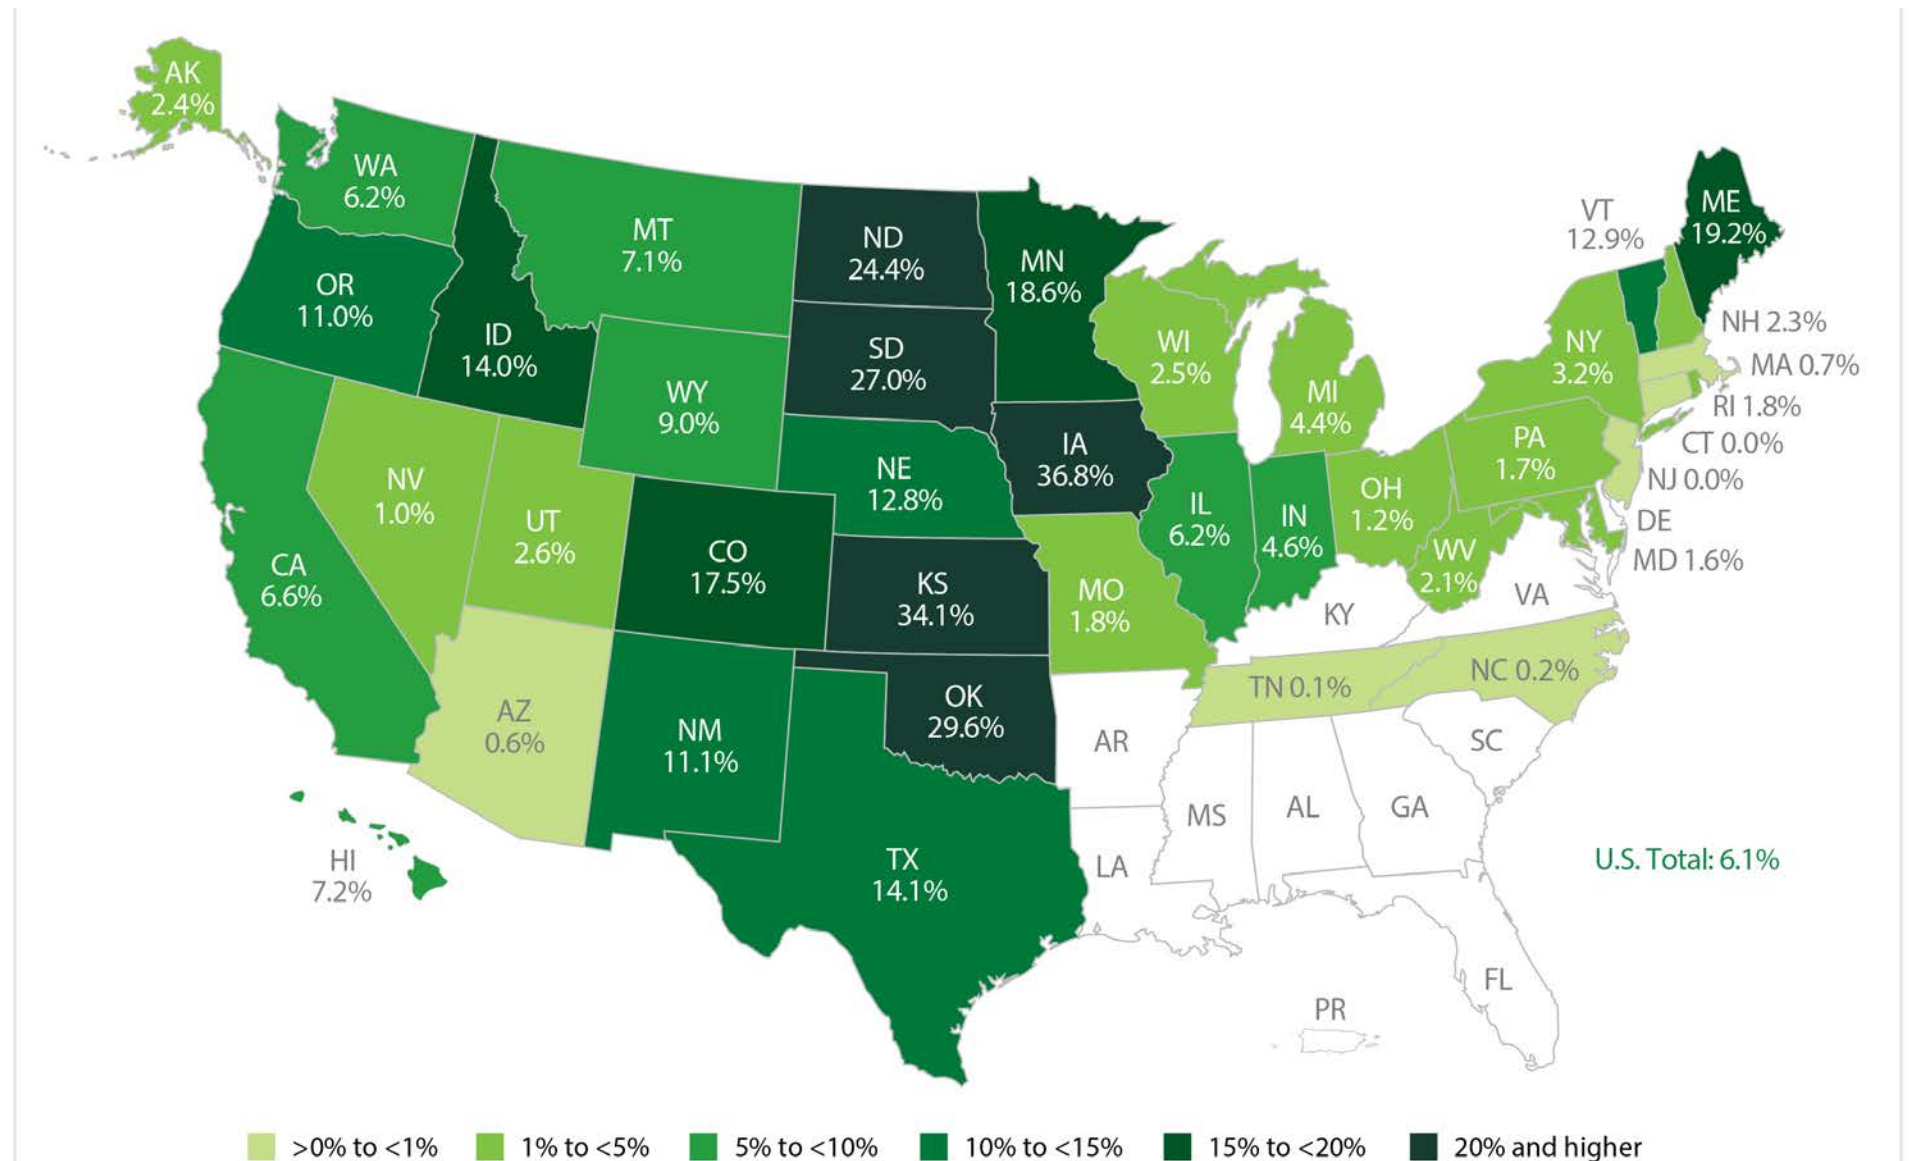 AK
2.4%
WA
6.2%
MT
7.1%
ND
24.4%
MN
18.6%
VT
12.9%
ME
19.2%
OR
11.0%
ID
14.0%
WY
9.0%
SD
27.0%
WI
2.5%
MI
4.4%
NY
3.2%
NH 2.3%
MA 0.7%
RI 1.8%
CT 0.0%
NJ 0.0%
DE
MD 1.6%
PA
1.7%
IA
36.8%
NE
12.8%
NV
1.0%
UT
2.6%
CO
17.5%
KS
34.1%
MO
1.8%
IL
6.2%
IN
4.6%
OH
1.2%
WV
2.1%
VA
KY
CA
6.6%
AZ
0.6%
NM
11.1%
OK
29.6%
AR
TN 0.1%
NC 0.2%
SC
MS
AL
GA
LA
TX
14.1%
HI
7.2%
FL
PR
U.S. Total: 6.1%
>0% to <1%
1% to <5%
5% to <10%
10% to <15%
15% to <20%
20% and higher